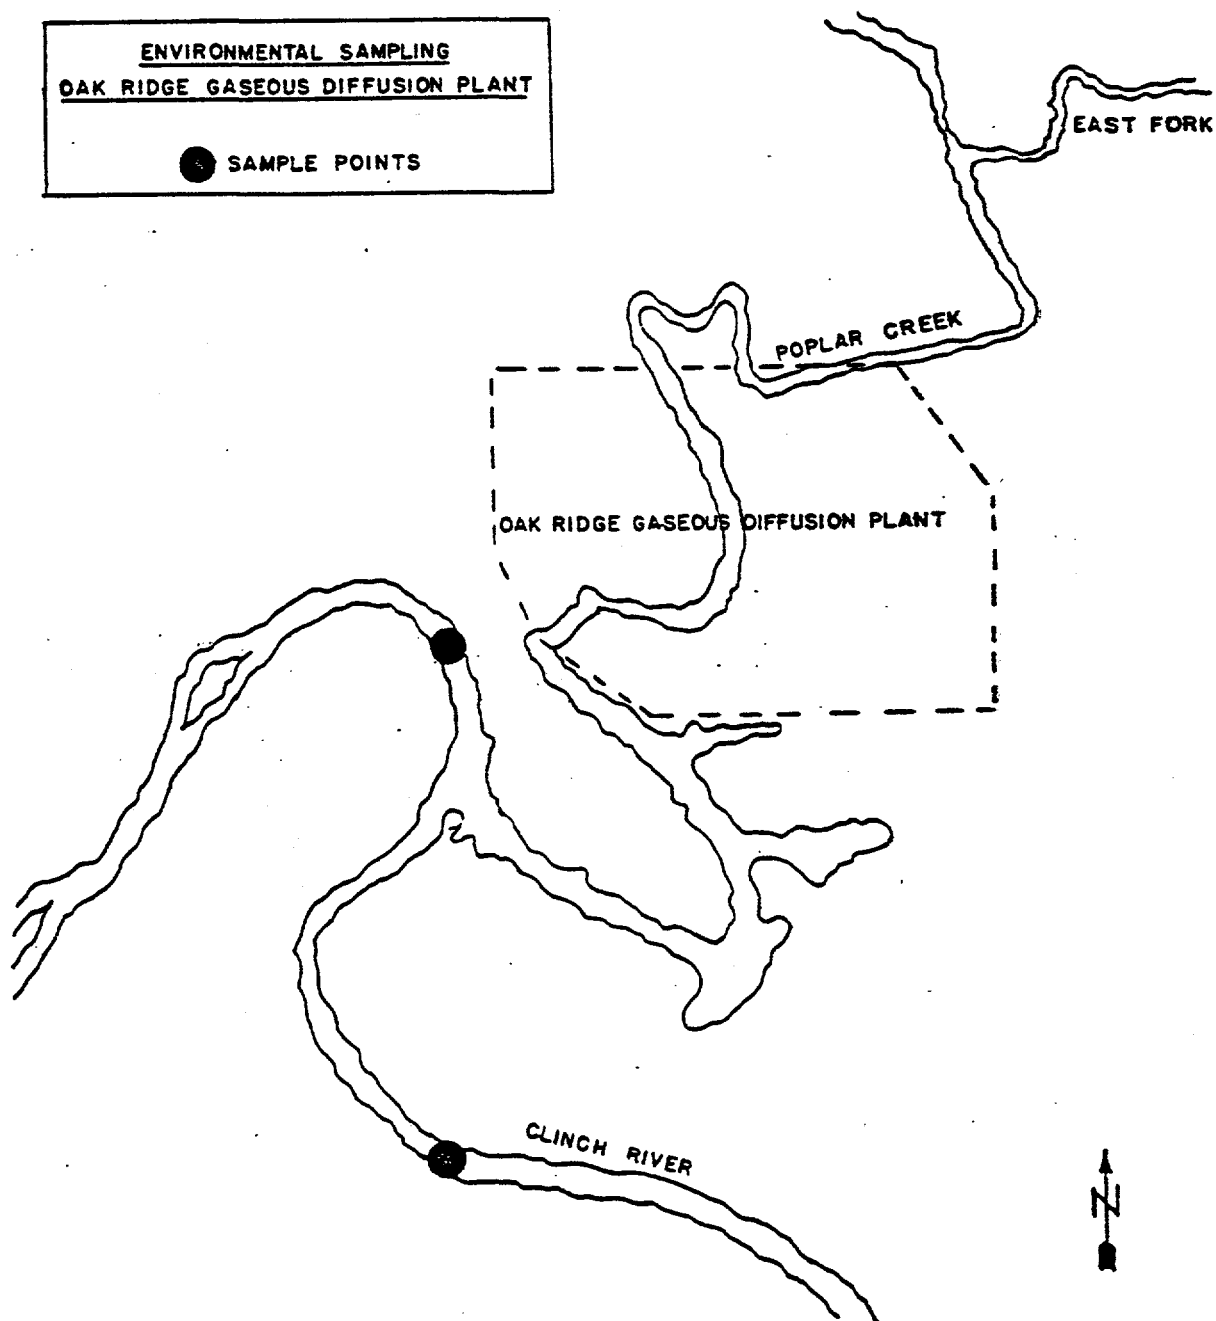 ENVIRONMENTAL SAMPLING
OAK RIDGE GASEOUS DIFFUSION PLANT
SAMPLE POINTS
EAST FORK
POPLAR CREEK
OAK RIDGE GASEOUS DIFFUSION PLANT
CLINCH RIVER
N